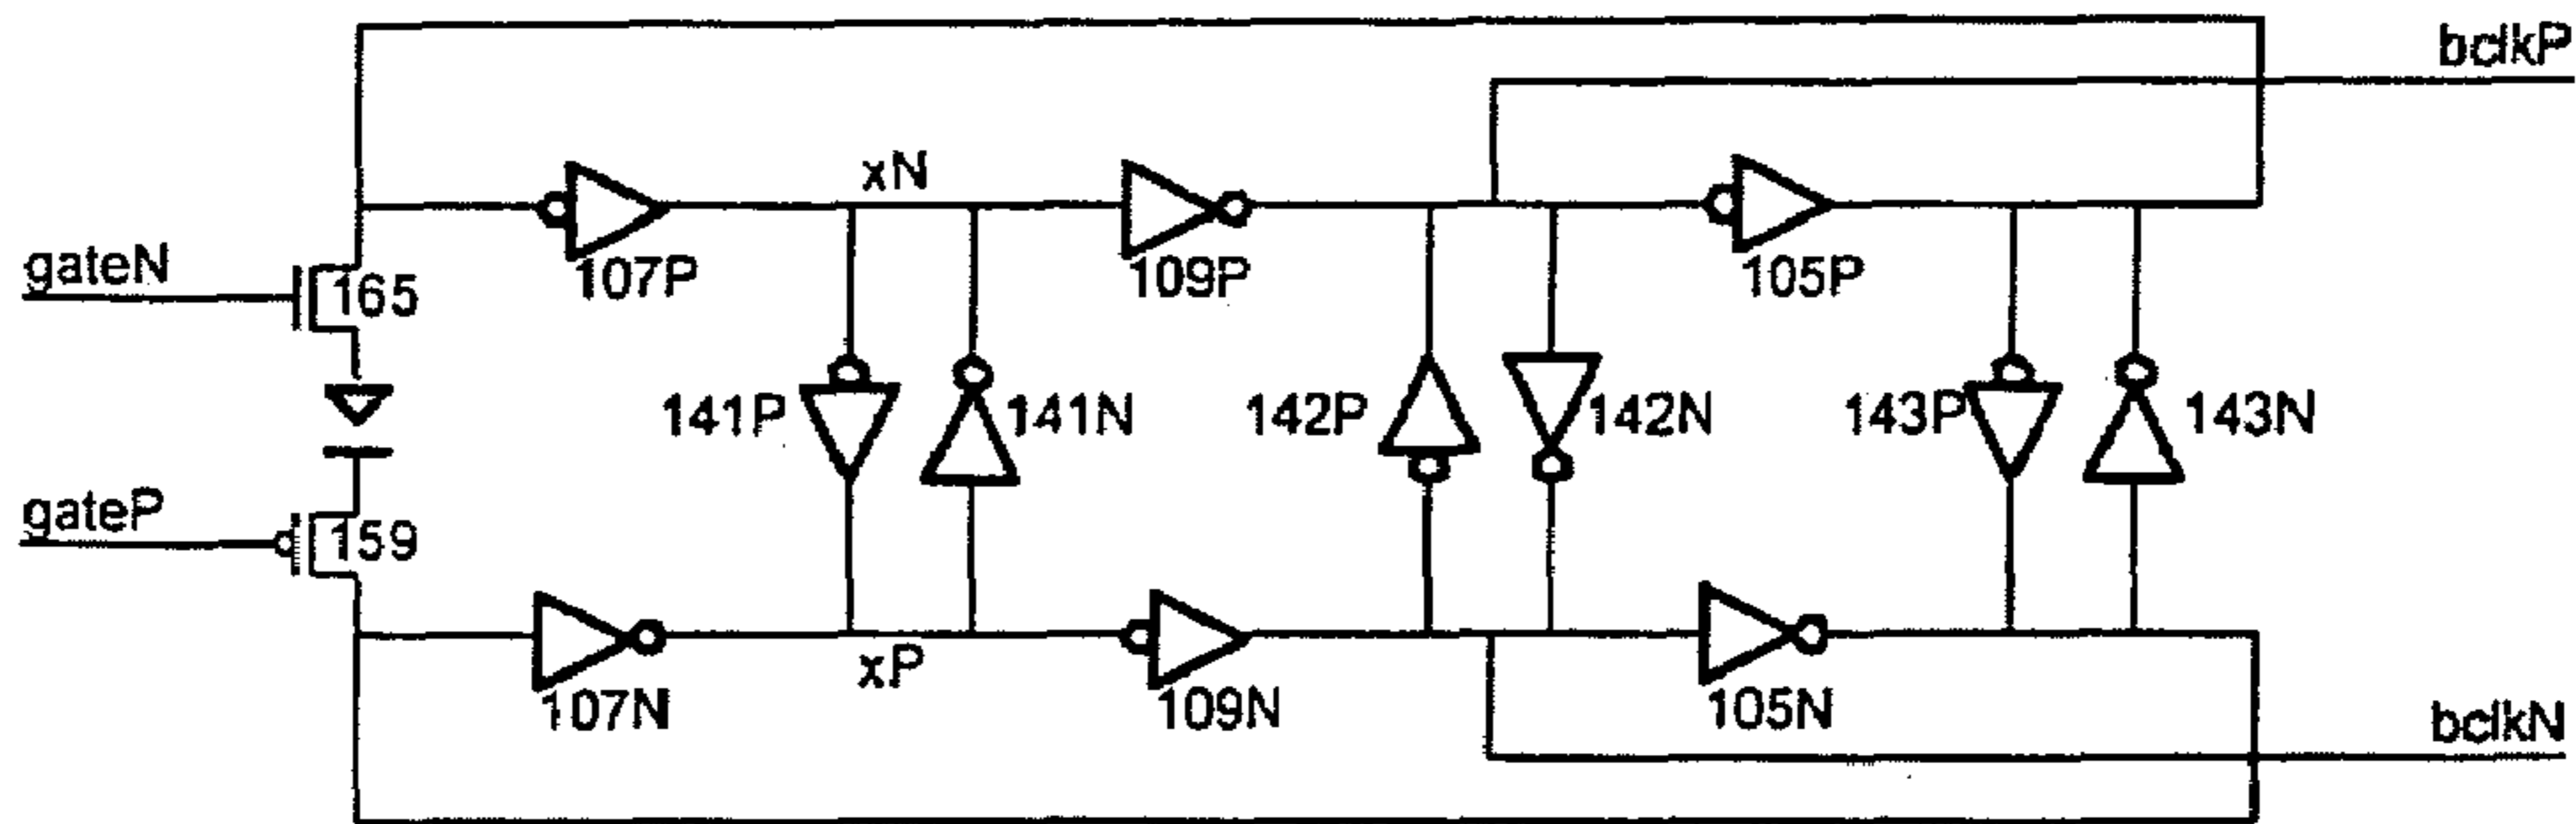 bclkP
xN
gateN
165
107P
109P
105P
141P
141N
142P
142N
143P
143N
gateP
159
xP
107N
109N
105N
bclkN